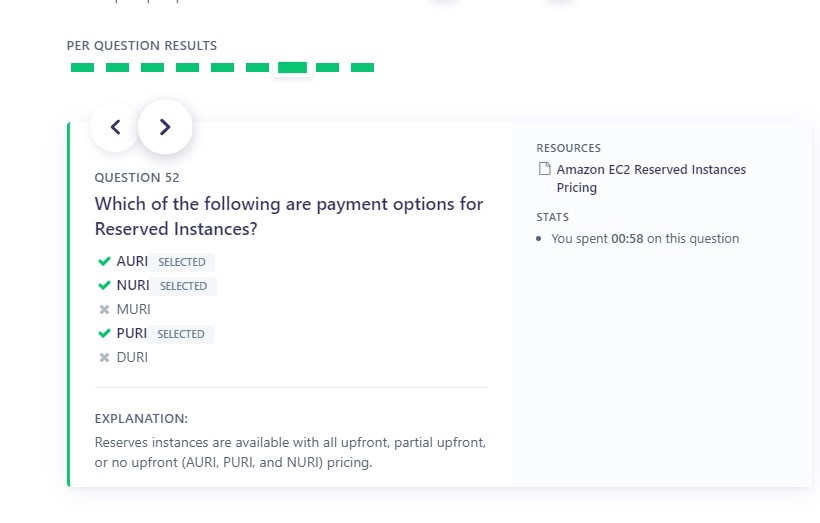 PER QUESTION RESULTS
QUESTION 52
Which of the following are payment options for
Reserved Instances?
AURI SELECTED
NURI SELECTED
MURI
PURI SELECTED
DURI
EXPLANATION:
Reserves instances are available with all upfront, partial upfront,
or no upfront (AURI, PURI, and NURI) pricing.
RESOURCES
Amazon EC2 Reserved Instances
Pricing
STATS
You spent 00:58 on this question